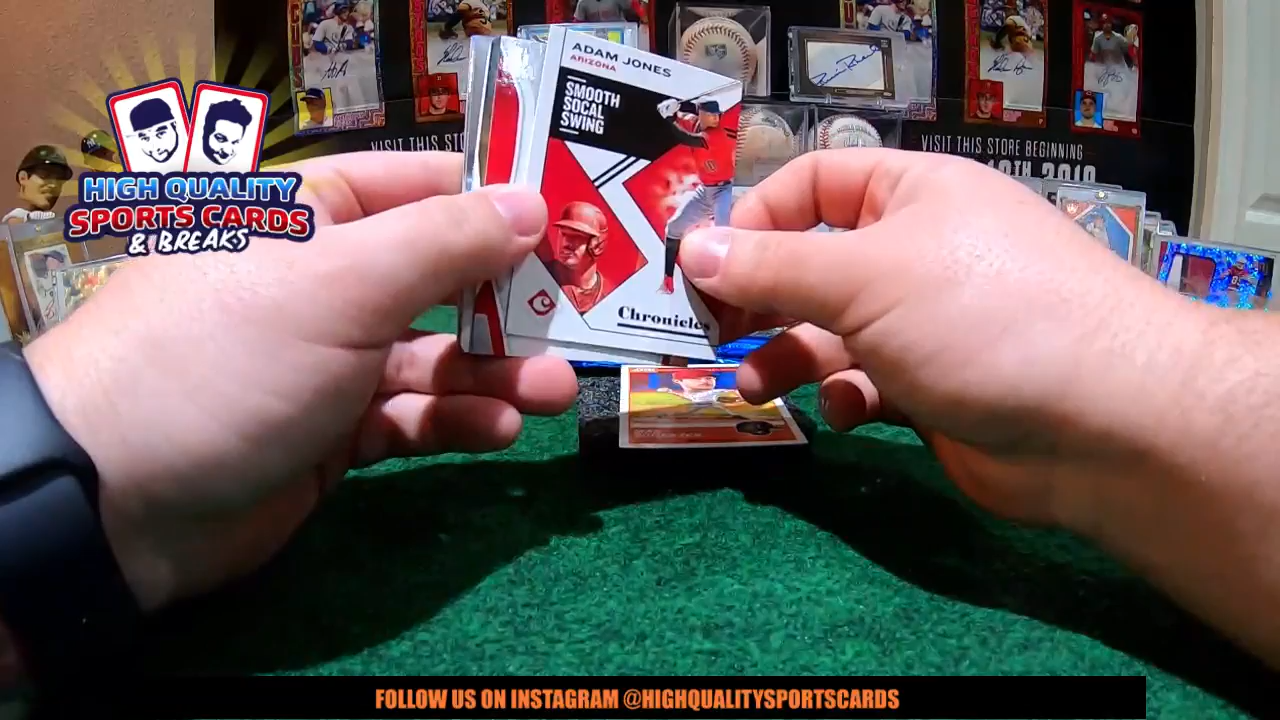 ADAM JONES
ARIZONA
SMOOTH
SOCAL
SWING
Chronicles
VISIT THIS STORE
VISIT THIS STORE BEGINNING
HIGH QUALITY
SPORTS CARDS
& BREAKS
FOLLOW US ON INSTAGRAM @HIGHQUALITYSPORTSCARDS